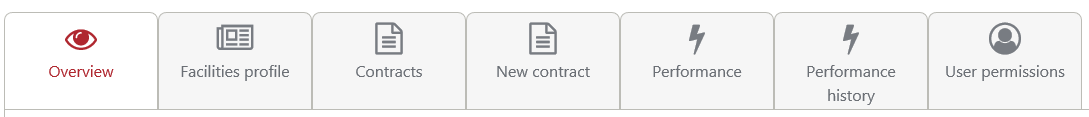 Overview
Facilities profile
Contracts
New contract
Performance
Performance
history
User permissions